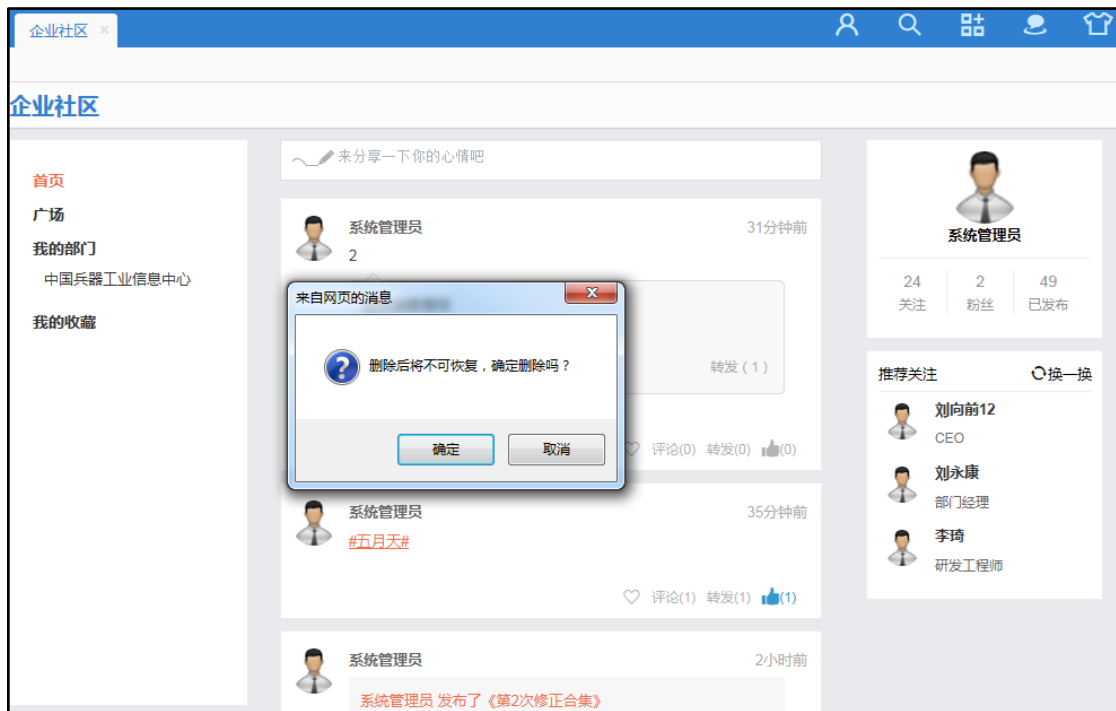 企业社区 ×
企业社区
首页
广场
我的部门
中国兵器工业信息中心
我的收藏
来分享一下你的心情吧
系统管理员 31分钟前
2
转发（1）
评论(0) 转发(0) (0)
来自网页的消息
删除后将不可恢复，确定删除吗？
确定 取消
系统管理员 35分钟前
#五月天#
评论(1) 转发(1) (1)
系统管理员 2小时前
系统管理员 发布了《第2次修正合集》
系统管理员
24 2 49
关注 粉丝 已发布
推荐关注 换一换
刘向前12
CEO
刘永康
部门经理
李琦
研发工程师